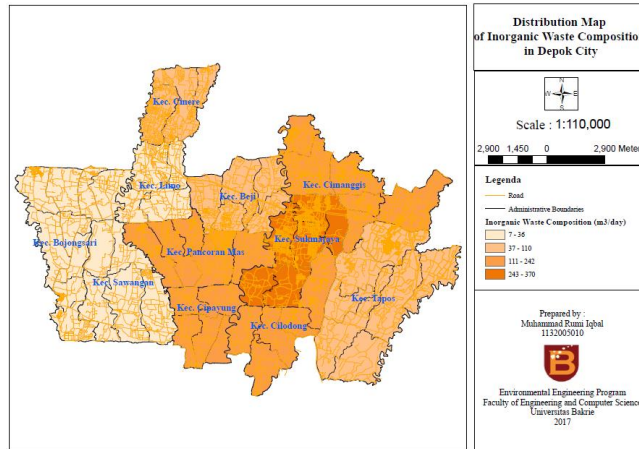 Distribution Map
of Inorganic Waste Composition
in Depok City
N
W E
S
Scale : 1:110,000
2,900 1,450 0 2,900 Meter
Legenda
Road
Administrative Boundaries
Inorganic Waste Composition (m3/day)
7 - 36
37 - 110
111 - 242
243 - 370
Prepared by :
Muhammad Rumi Iqbal
1132005010
B
Environmental Engineering Program
Faculty of Engineering and Computer Science
Universitas Bakrie
2017
Kec. Cinere
Kec. Limo
Kec. Beji
Kec. Cimanggis
Kec. Bojongsari
Kec. Pancoran Mas
Kec. Sukmajaya
Kec. Sawangan
Kec. Tapos
Kec. Cipayung
Kec. Cilodong